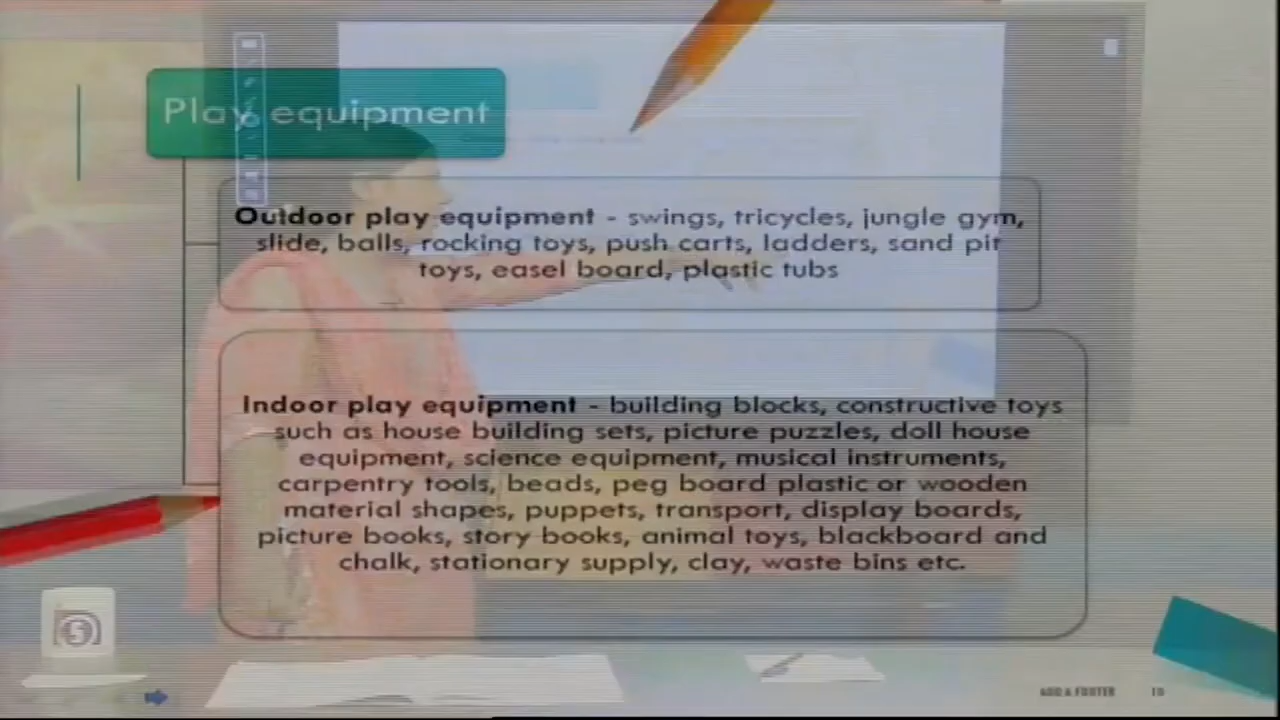 Play equipment
Outdoor play equipment - swings, tricycles, jungle gym,
slide, balls, rocking toys, push carts, ladders, sand pit
toys, easel board, plastic tubs
Indoor play equipment - building blocks, constructive toys
such as house building sets, picture puzzles, doll house
equipment, science equipment, musical instruments,
carpentry tools, beads, peg board plastic or wooden
material shapes, puppets, transport, display boards,
picture books, story books, animal toys, blackboard and
chalk, stationary supply, clay, waste bins etc.
ADD A FOOTER